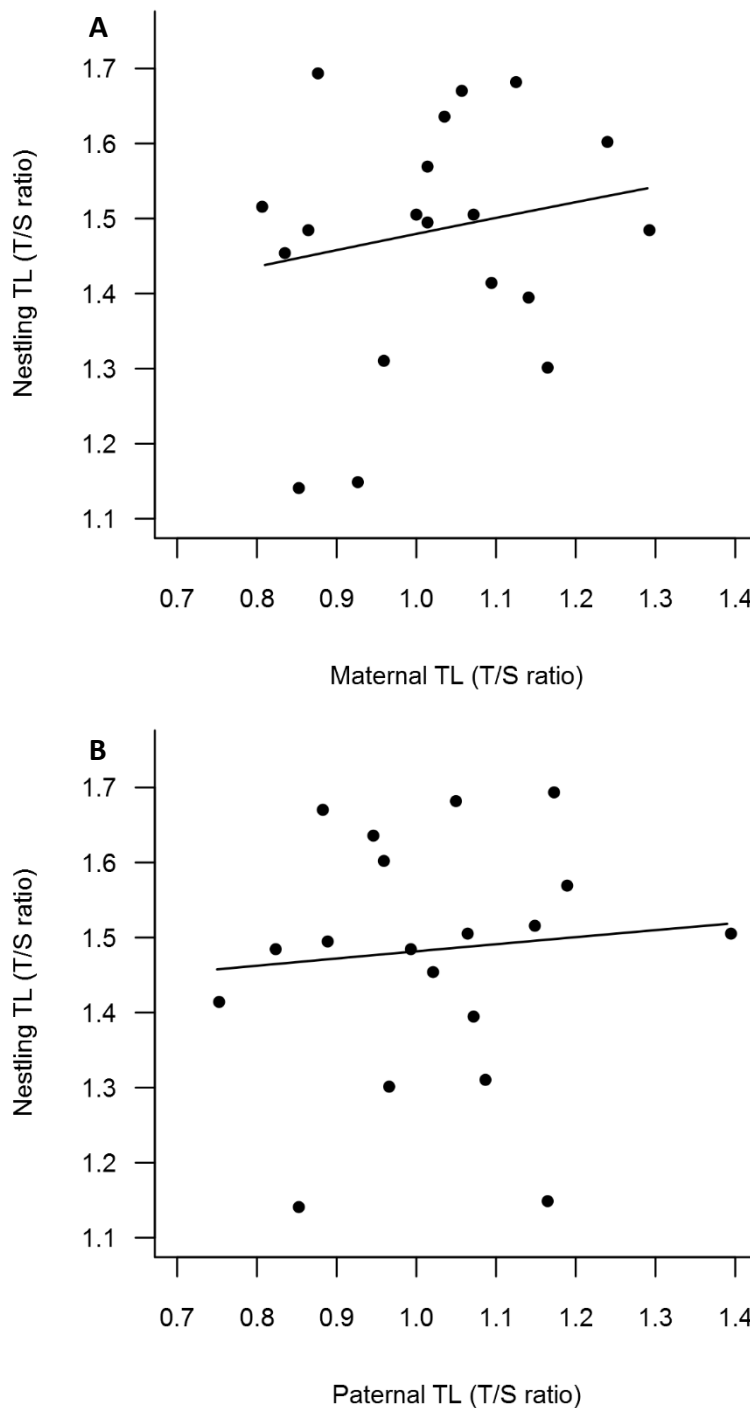 A
1.7
1.6
1.5
1.4
1.3
1.2
1.1
Nestling TL (T/S ratio)
0.7 0.8 0.9 1.0 1.1 1.2 1.3 1.4
Maternal TL (T/S ratio)
B
1.7
1.6
1.5
1.4
1.3
1.2
1.1
Nestling TL (T/S ratio)
0.7 0.8 0.9 1.0 1.1 1.2 1.3 1.4
Paternal TL (T/S ratio)